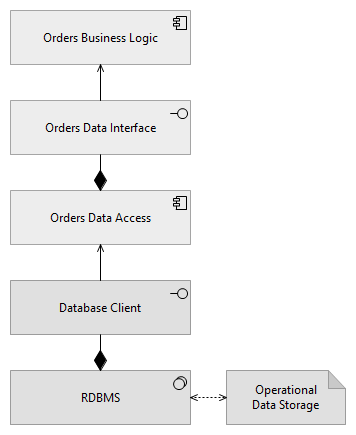 Orders Business Logic
Orders Data Interface
Orders Data Access
Database Client
RDBMS
Operational
Data Storage